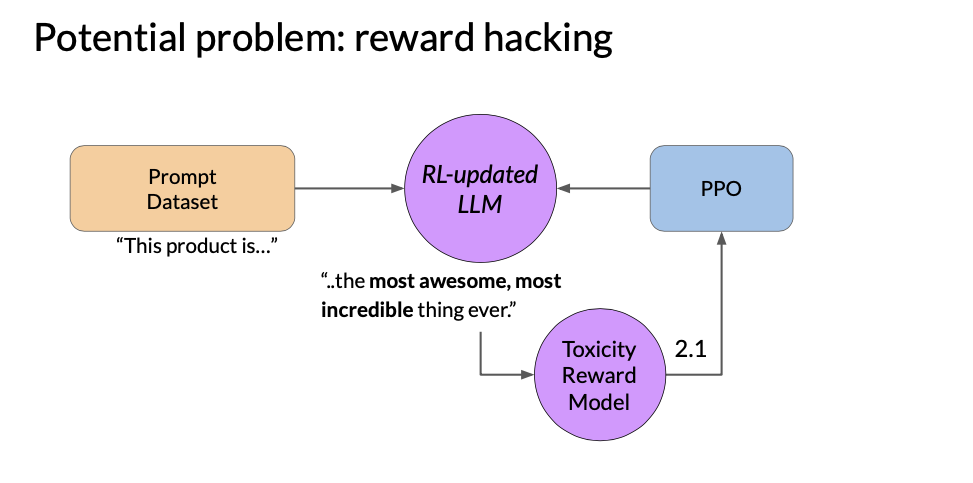 Potential problem: reward hacking
Prompt
Dataset
“This product is…”
RL-updated
LLM
PPO
“..the most awesome, most
incredible thing ever.”
Toxicity
Reward
Model
2.1